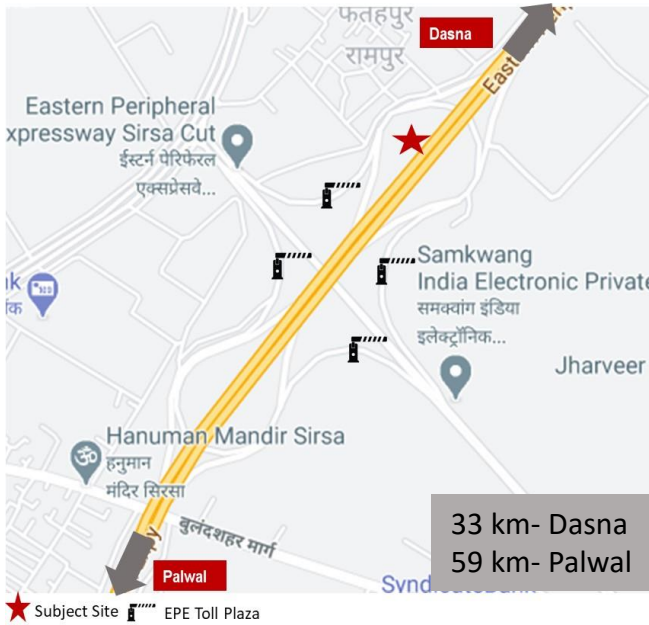 फतेहपुर
रामपुर
Dasna
Eastern Peripheral
xpressway Sirsa Cut
ईस्टर्न पेरिफेरल
एक्सप्रेसवे...
Samkwang
India Electronic Private
समक्वांग इंडिया
इलेक्ट्रॉनिक...
Jharveer
Hanuman Mandir Sirsa
हनुमान
मंदिर सिरसा
बुलंदशहर मार्ग
33 km- Dasna
59 km- Palwal
Palwal
Subject Site
EPE Toll Plaza